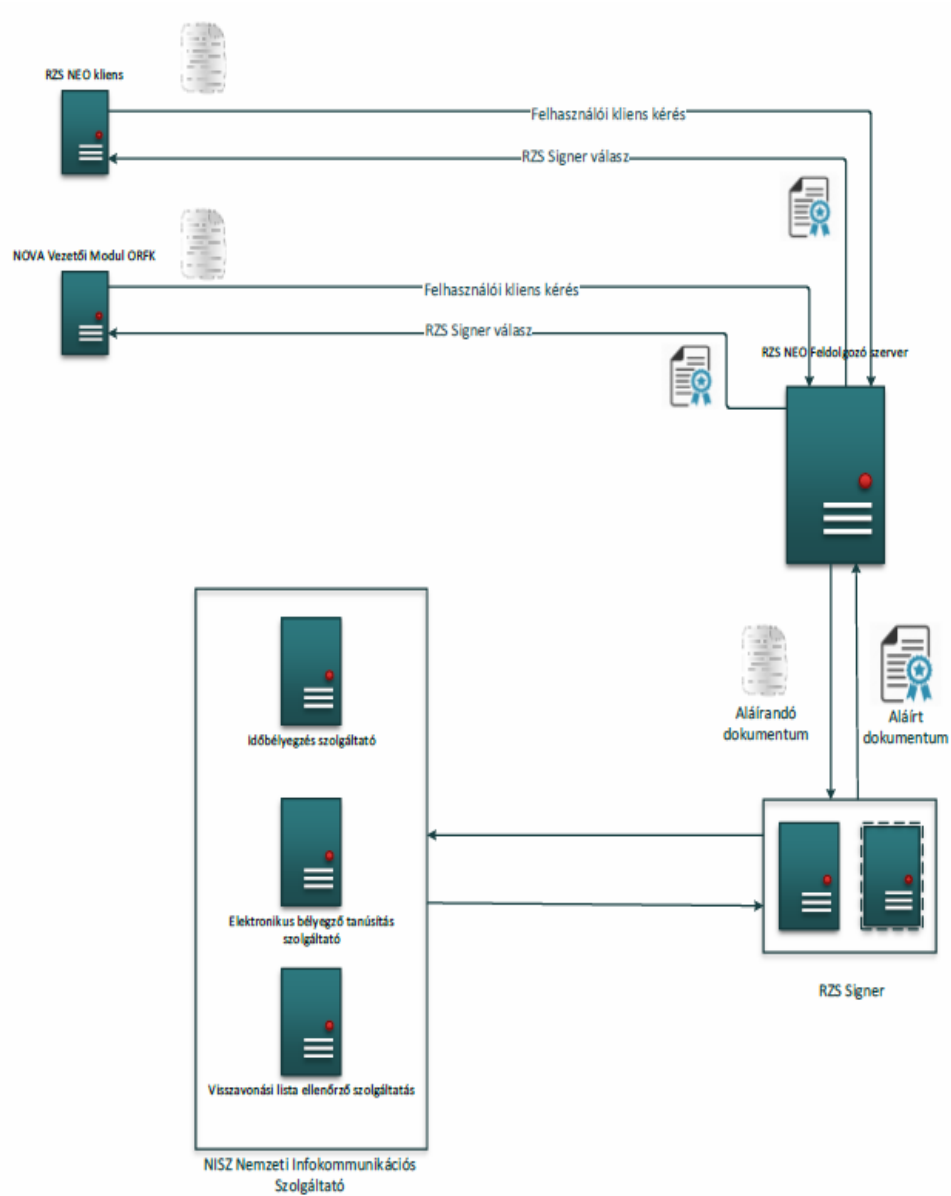 RZS NEO kliens
Felhasználói kliens kérés
RZS Signer válasz
NOVA Vezetői Modul ORFK
Felhasználói kliens kérés
RZS Signer válasz
RZS NEO Feldolgozó szerver
Aláírandó
dokumentum
Aláírt
dokumentum
Időbélyegzés szolgáltató
Elektronikus bélyegző tanúsítás
szolgáltató
Visszavonási lista ellenőrző szolgáltatás
RZS Signer
NISZ Nemzeti Infokommunikációs
Szolgáltató